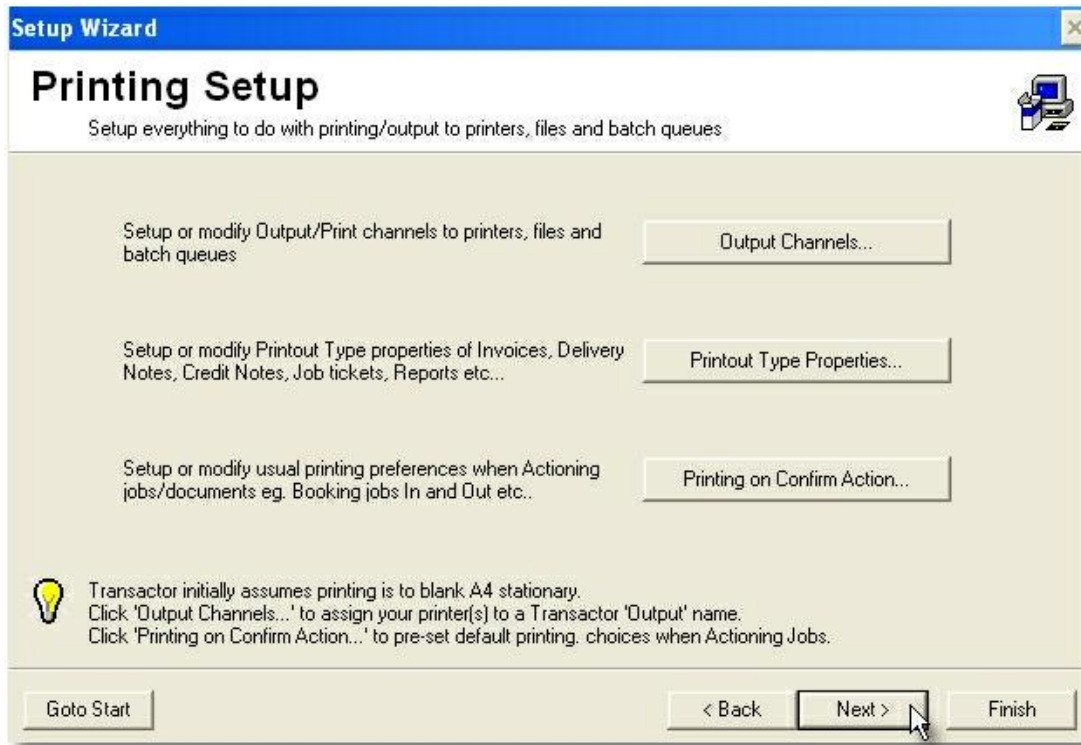 Setup Wizard
Printing Setup
Setup everything to do with printing/output to printers, files and batch queues
Setup or modify Output/Print channels to printers, files and
batch queues
Output Channels...
Setup or modify Printout Type properties of Invoices, Delivery
Notes, Credit Notes, Job tickets, Reports etc...
Printout Type Properties...
Setup or modify usual printing preferences when Actioning
jobs/documents eg. Booking jobs In and Out etc..
Printing on Confirm Action...
Transactor initially assumes printing is to blank A4 stationary.
Click 'Output Channels...' to assign your printer(s) to a Transactor 'Output' name.
Click 'Printing on Confirm Action...' to pre-set default printing. choices when Actioning Jobs.
Goto Start
< Back
Next >
Finish